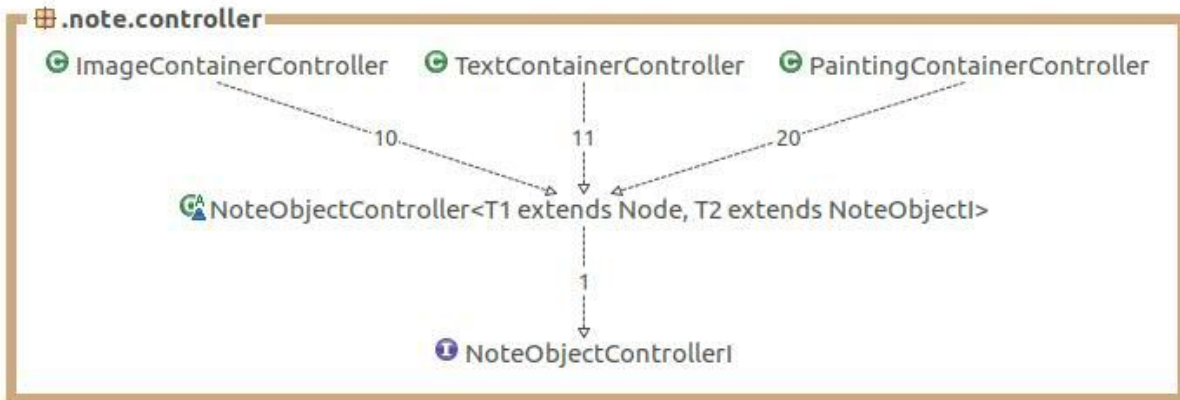 .note.controller
ImageContainerController TextContainerController PaintingContainerController
10 11 20
NoteObjectController<T1 extends Node, T2 extends NoteObjectI>
1
NoteObjectControllerI